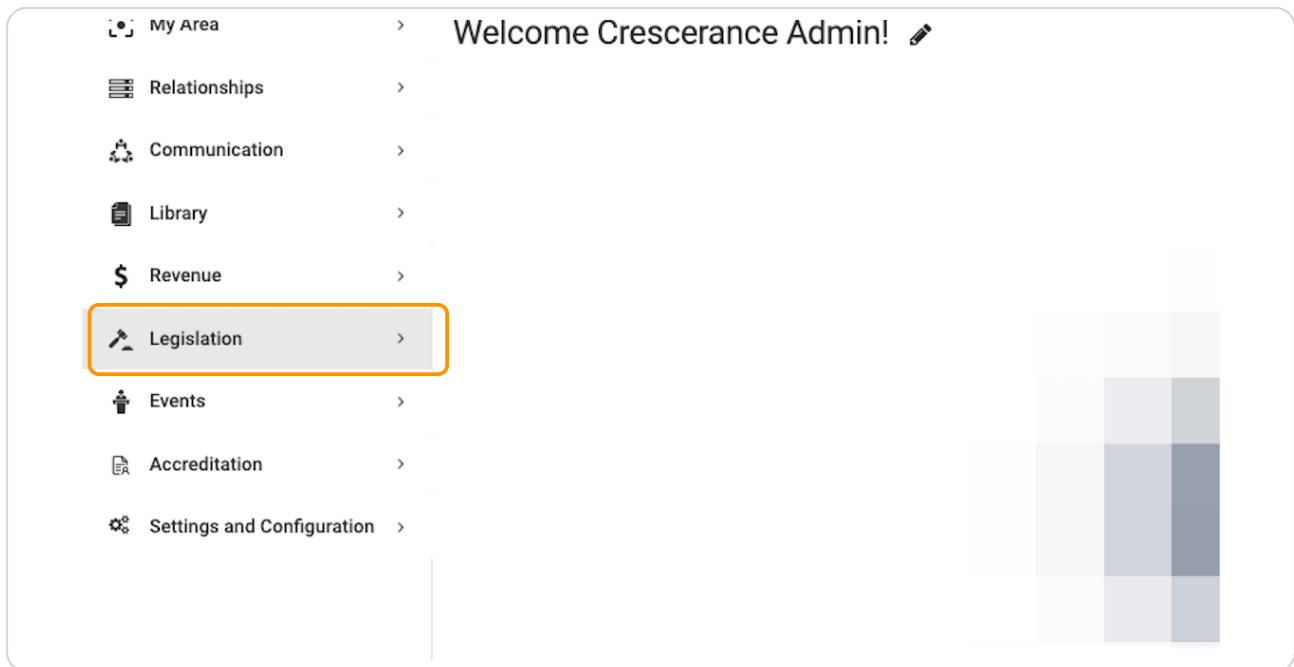 My Area
Welcome Crescerance Admin!
Relationships
Communication
Library
Revenue
Legislation
Events
Accreditation
Settings and Configuration